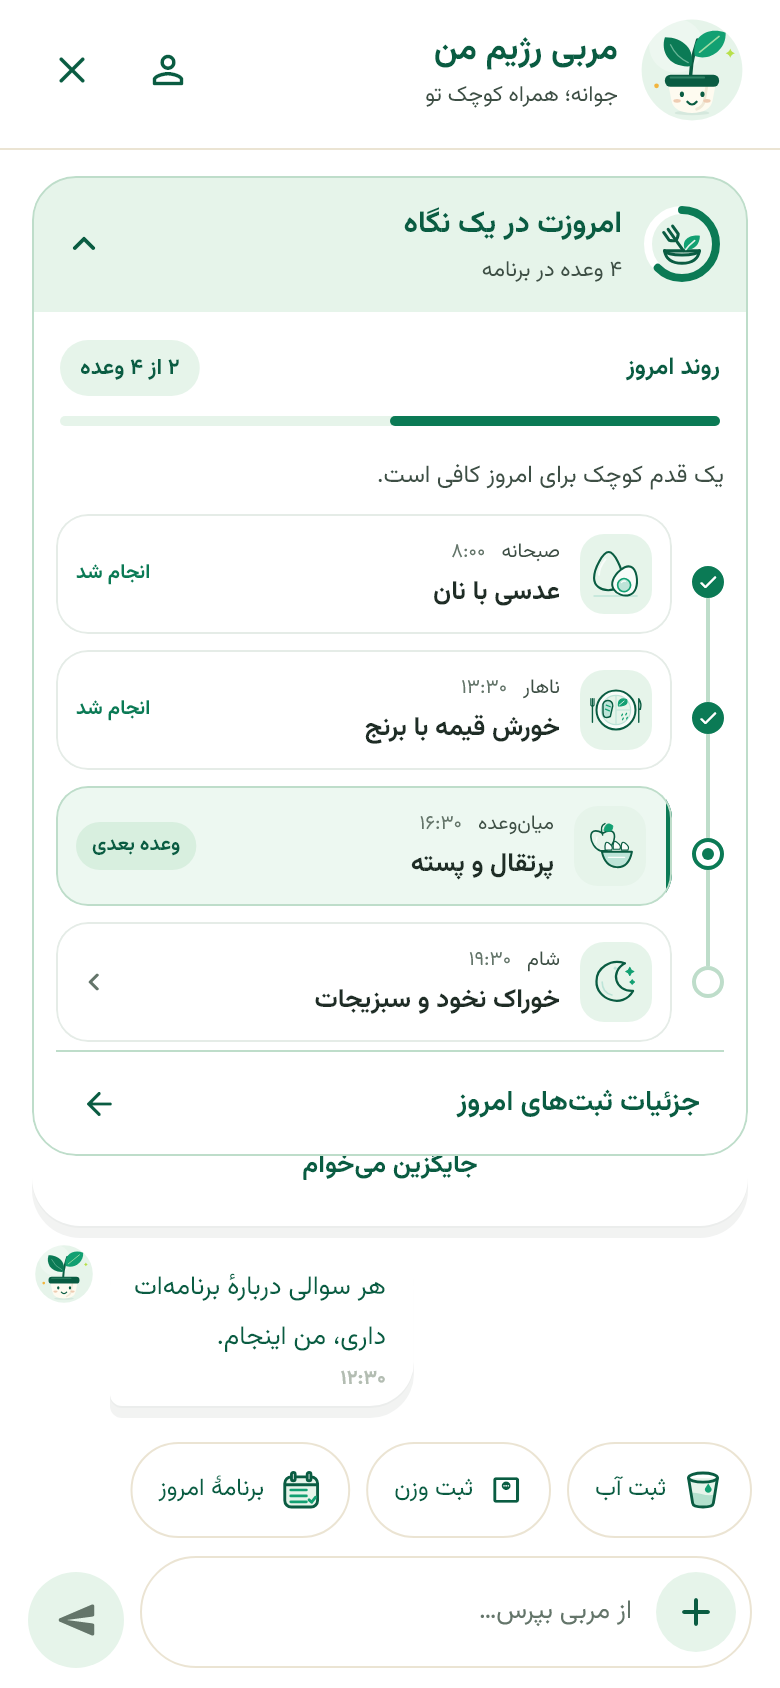 مربی رژیم من
جوانه؛ همراه کوچک تو
امروزت در یک نگاه
۴ وعده در برنامه
روند امروز
۲ از ۴ وعده
یک قدم کوچک برای امروز کافی است.
صبحانه ۸:۰۰
عدسی با نان
انجام شد
ناهار ۱۳:۳۰
خورش قیمه با برنج
انجام شد
میان‌وعده ۱۶:۳۰
پرتقال و پسته
وعده بعدی
شام ۱۹:۳۰
خوراک نخود و سبزیجات
جزئیات ثبت‌های امروز
جایگزین می‌خوام
هر سوالی دربارهٔ برنامه‌ات
داری، من اینجام.
۱۲:۳۰
ثبت آب
ثبت وزن
برنامهٔ امروز
از مربی بپرس...